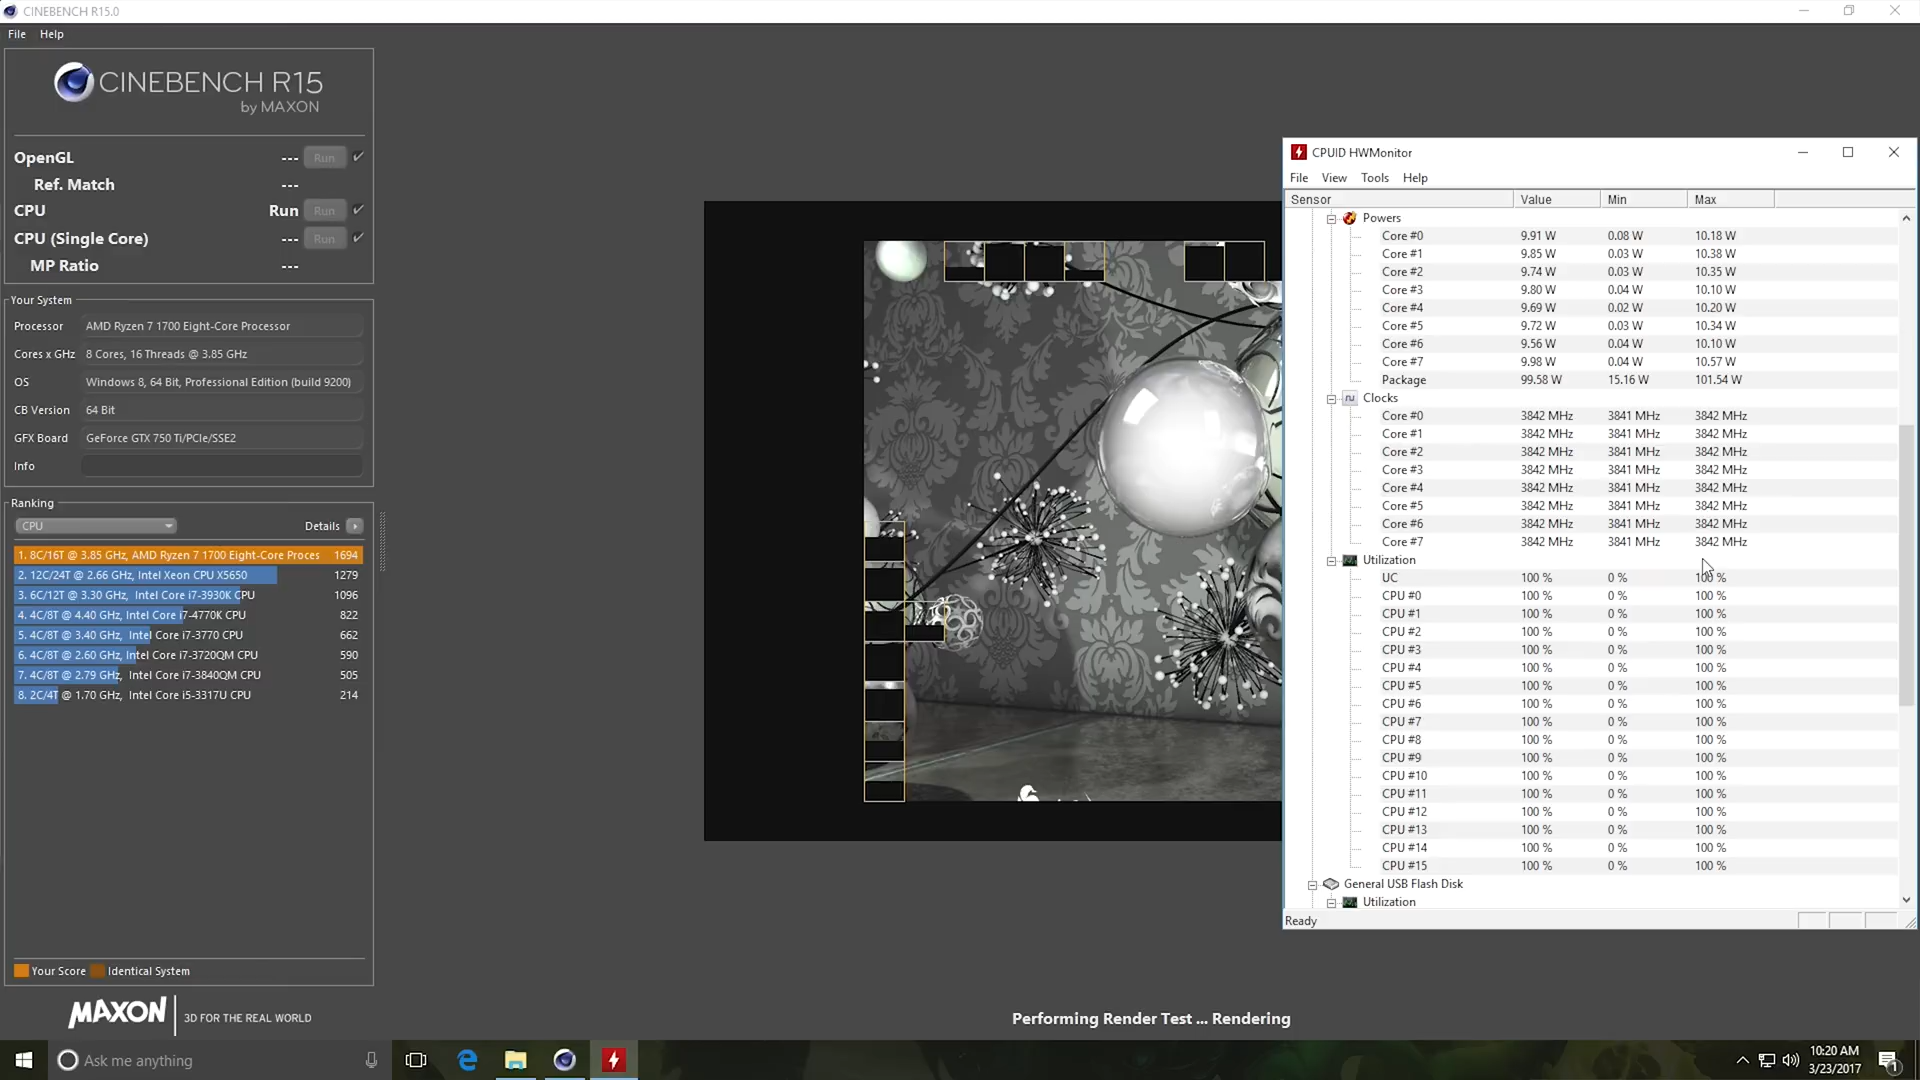 CINEBENCH R15.0
File Help
CINEBENCH R15
by MAXON
OpenGL --- Run
Ref. Match ---
CPU Run Run
CPU (Single Core) --- Run
MP Ratio ---
Your System
Processor AMD Ryzen 7 1700 Eight-Core Processor
Cores x GHz 8 Cores, 16 Threads @ 3.85 GHz
OS Windows 8, 64 Bit, Professional Edition (build 9200)
CB Version 64 Bit
GFX Board GeForce GTX 750 Ti/PCIe/SSE2
Info
Ranking
CPU Details
1. 8C/16T @ 3.85 GHz, AMD Ryzen 7 1700 Eight-Core Proces 1694
2. 12C/24T @ 2.66 GHz, Intel Xeon CPU X5650 1279
3. 6C/12T @ 3.30 GHz, Intel Core i7-3930K CPU 1096
4. 4C/8T @ 4.40 GHz, Intel Core i7-4770K CPU 822
5. 4C/8T @ 3.40 GHz, Intel Core i7-3770 CPU 662
6. 4C/8T @ 2.60 GHz, Intel Core i7-3720QM CPU 590
7. 4C/8T @ 2.79 GHz, Intel Core i7-3840QM CPU 505
8. 2C/4T @ 1.70 GHz, Intel Core i5-3317U CPU 214
Your Score Identical System
MAXON 3D FOR THE REAL WORLD
Performing Render Test ... Rendering
CPUID HWMonitor
File View Tools Help
Sensor Value Min Max
Powers
Core #0 9.91 W 0.08 W 10.18 W
Core #1 9.85 W 0.03 W 10.38 W
Core #2 9.74 W 0.03 W 10.35 W
Core #3 9.80 W 0.04 W 10.10 W
Core #4 9.69 W 0.02 W 10.20 W
Core #5 9.72 W 0.03 W 10.34 W
Core #6 9.56 W 0.04 W 10.10 W
Core #7 9.98 W 0.04 W 10.57 W
Package 99.58 W 15.16 W 101.54 W
Clocks
Core #0 3842 MHz 3841 MHz 3842 MHz
Core #1 3842 MHz 3841 MHz 3842 MHz
Core #2 3842 MHz 3841 MHz 3842 MHz
Core #3 3842 MHz 3841 MHz 3842 MHz
Core #4 3842 MHz 3841 MHz 3842 MHz
Core #5 3842 MHz 3841 MHz 3842 MHz
Core #6 3842 MHz 3841 MHz 3842 MHz
Core #7 3842 MHz 3841 MHz 3842 MHz
Utilization
UC 100 % 0 % 100 %
CPU #0 100 % 0 % 100 %
CPU #1 100 % 0 % 100 %
CPU #2 100 % 0 % 100 %
CPU #3 100 % 0 % 100 %
CPU #4 100 % 0 % 100 %
CPU #5 100 % 0 % 100 %
CPU #6 100 % 0 % 100 %
CPU #7 100 % 0 % 100 %
CPU #8 100 % 0 % 100 %
CPU #9 100 % 0 % 100 %
CPU #10 100 % 0 % 100 %
CPU #11 100 % 0 % 100 %
CPU #12 100 % 0 % 100 %
CPU #13 100 % 0 % 100 %
CPU #14 100 % 0 % 100 %
CPU #15 100 % 0 % 100 %
General USB Flash Disk
Utilization
Ready
Ask me anything
10:20 AM
3/23/2017
1